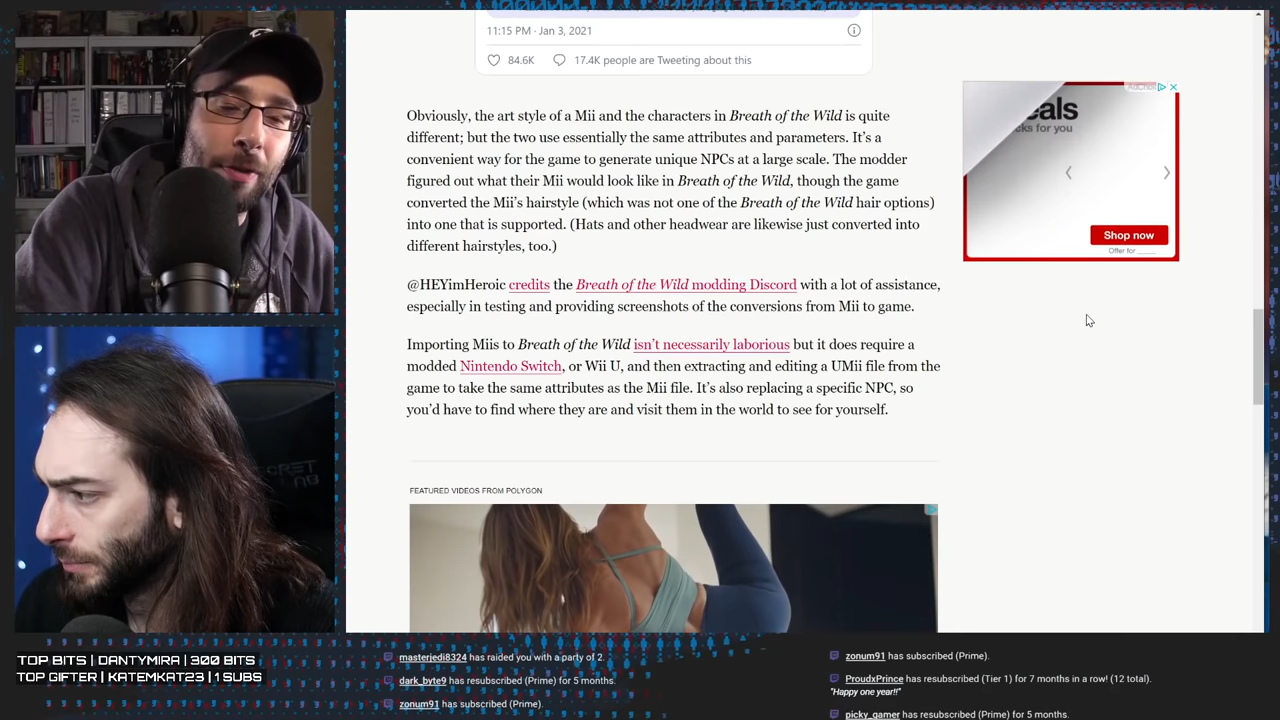 11:15 PM · Jan 3, 2021
84.6K 17.4K people are Tweeting about this
Obviously, the art style of a Mii and the characters in Breath of the Wild is quite
different; but the two use essentially the same attributes and parameters. It's a
convenient way for the game to generate unique NPCs at a large scale. The modder
figured out what their Mii would look like in Breath of the Wild, though the game
converted the Mii's hairstyle (which was not one of the Breath of the Wild hair options)
into one that is supported. (Hats and other headwear are likewise just converted into
different hairstyles, too.)
@HEYimHeroic credits the Breath of the Wild modding Discord with a lot of assistance,
especially in testing and providing screenshots of the conversions from Mii to game.
Importing Miis to Breath of the Wild isn't necessarily laborious but it does require a
modded Nintendo Switch, or Wii U, and then extracting and editing a UMii file from the
game to take the same attributes as the Mii file. It's also replacing a specific NPC, so
you'd have to find where they are and visit them in the world to see for yourself.
FEATURED VIDEOS FROM POLYGON
eals
cks for you
Shop now
Offer for
TOP BITS | DANTYMIRA | 300 BITS
TOP GIFTER | KATEMKAT23 | 1 SUBS
masterjedi8324 has raided you with a party of 2.
dark_byte9 has resubscribed (Prime) for 5 months.
zonum91 has subscribed (Prime).
zonum91 has subscribed (Prime).
ProudxPrince has resubscribed (Tier 1) for 7 months in a row! (12 total).
"Happy one year!!"
picky_gamer has resubscribed (Prime) for 5 months.